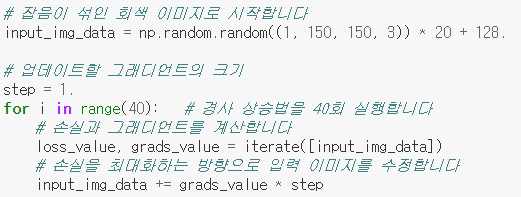 # 잡음이 섞인 회색 이미지로 시작합니다
input_img_data = np.random.random((1, 150, 150, 3)) * 20 + 128.

# 업데이트할 그래디언트의 크기
step = 1.
for i in range(40):   # 경사 상승법을 40회 실행합니다
    # 손실과 그래디언트를 계산합니다
    loss_value, grads_value = iterate([input_img_data])
    # 손실을 최대화하는 방향으로 입력 이미지를 수정합니다
    input_img_data += grads_value * step